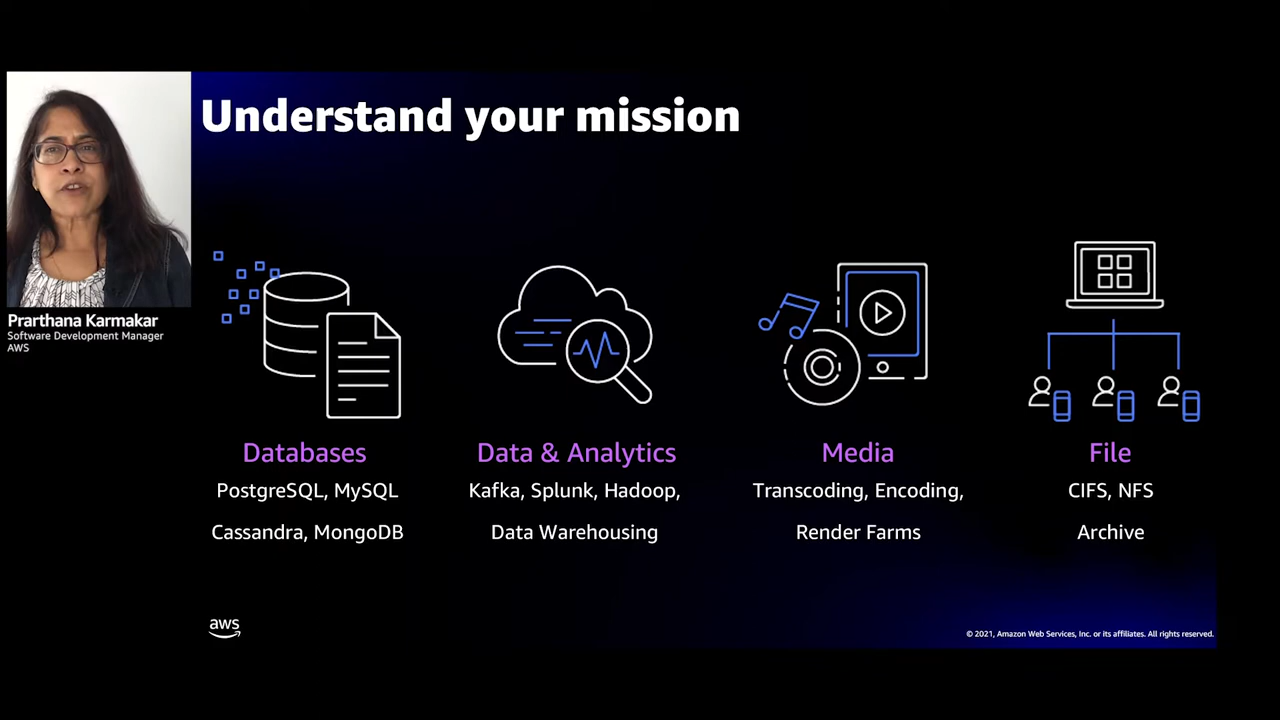 Understand your mission
Prarthana Karmakar
Software Development Manager
AWS
Databases
PostgreSQL, MySQL
Cassandra, MongoDB
Data & Analytics
Kafka, Splunk, Hadoop,
Data Warehousing
Media
Transcoding, Encoding,
Render Farms
File
CIFS, NFS
Archive
aws
© 2021, Amazon Web Services, Inc. or its affiliates. All rights reserved.